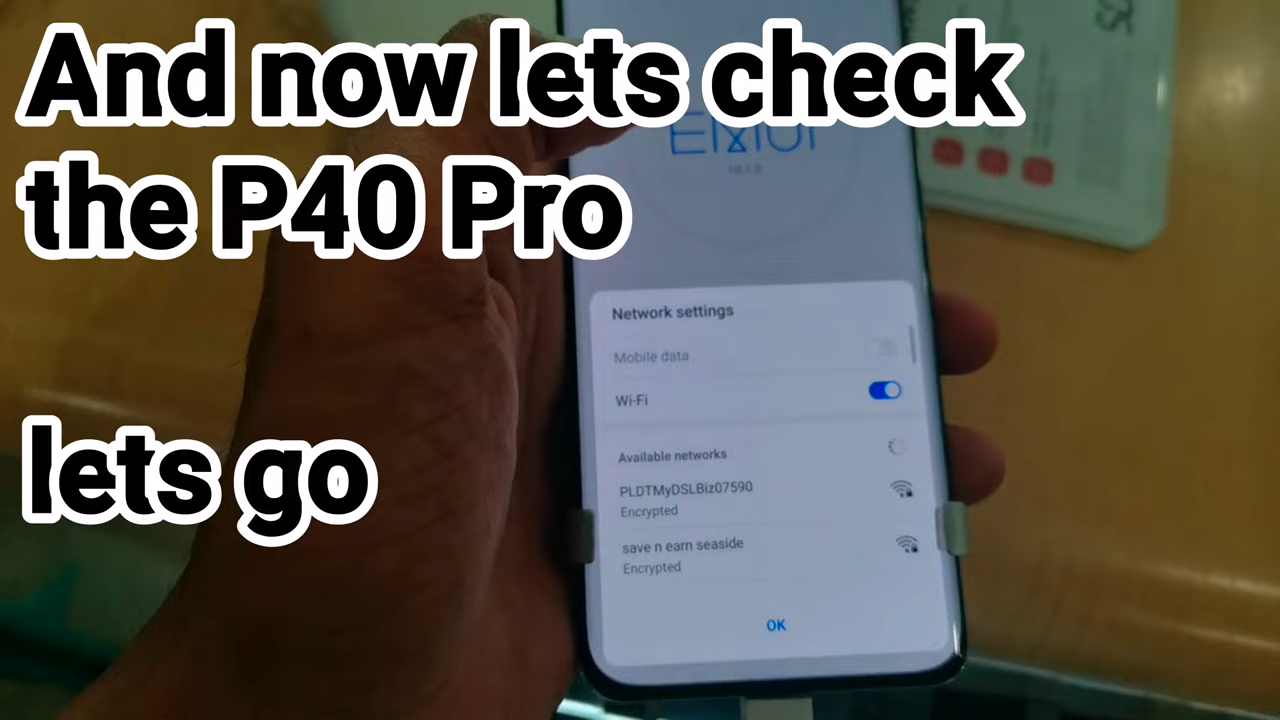 And now lets check
the P40 Pro
lets go
EMUI
Network settings
Mobile data
Wi-Fi
Available networks
PLDTMyDSLBiz07590
Encrypted
save n earn seaside
Encrypted
OK